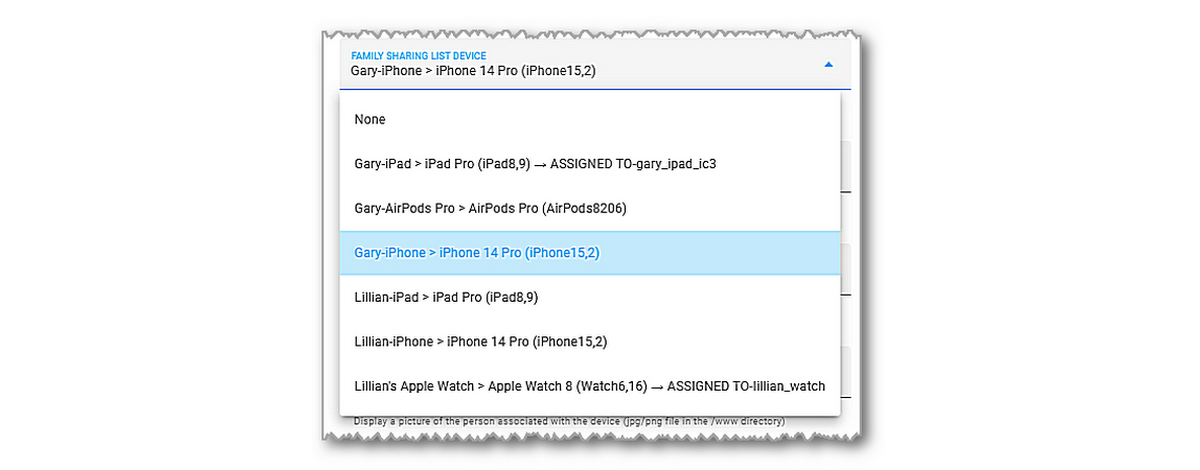 FAMILY SHARING LIST DEVICE
Gary-iPhone > iPhone 14 Pro (iPhone15,2)
None
Gary-iPad > iPad Pro (iPad8,9) → ASSIGNED TO-gary_ipad_ic3
Gary-AirPods Pro > AirPods Pro (AirPods8206)
Gary-iPhone > iPhone 14 Pro (iPhone15,2)
Lillian-iPad > iPad Pro (iPad8,9)
Lillian-iPhone > iPhone 14 Pro (iPhone15,2)
Lillian's Apple Watch > Apple Watch 8 (Watch6,16) → ASSIGNED TO-lillian_watch
Display a picture of the person associated with the device (jpg/png file in the /www directory)